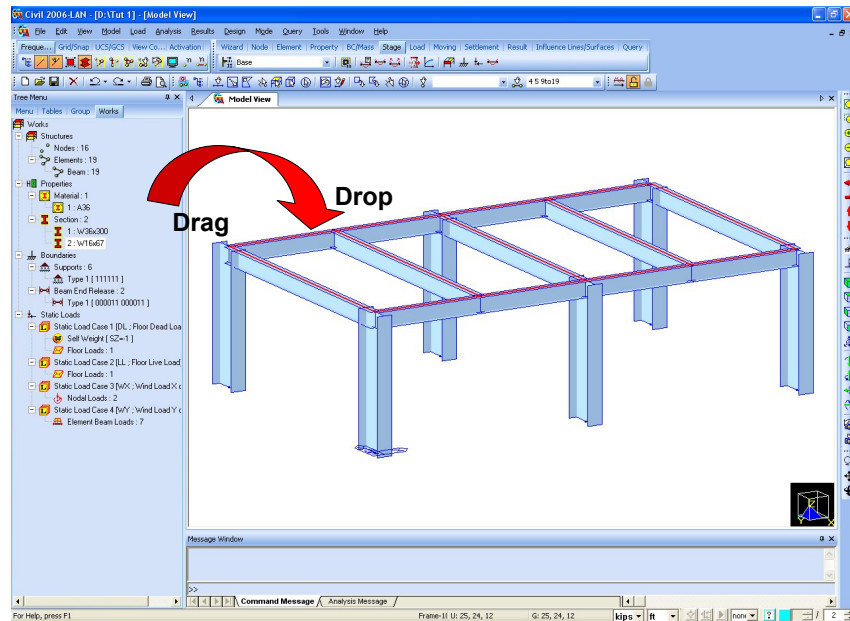 Civil 2006-LAN - [D:\Tut 1] - [Model View]
File Edit View Model Load Analysis Results Design Mode Query Tools Window Help
Freque... Grid/Snap UCS/GCS View Co... Activation Wizard Node Element Property BC/Mass Stage Load Moving Settlement Result Influence Lines/Surfaces Query
Base
4 5 9to19
Tree Menu
Model View
Menu Tables Group Works
Works
Structures
Nodes : 16
Elements : 19
Beam : 19
Properties
Material : 1
1 : A36
Section : 2
1 : W36x300
2 : W16x67
Boundaries
Supports : 6
Type 1 [ 111111 ]
Beam End Release : 2
Type 1 [ 000011 000011 ]
Static Loads
Static Load Case 1 [DL ; Floor Dead Loa
Self Weight [ SZ=-1 ]
Floor Loads : 1
Static Load Case 2 [LL ; Floor Live Load]
Floor Loads : 1
Static Load Case 3 [WX ; Wind Load X c
Nodal Loads : 2
Static Load Case 4 [WY ; Wind Load Y c
Element Beam Loads : 7
Drag
Drop
Z
Y
X
Message Window
>>
Command Message Analysis Message
For Help, press F1
Frame-1( U: 25, 24, 12
G: 25, 24, 12
kips
ft
non
?
/ 2